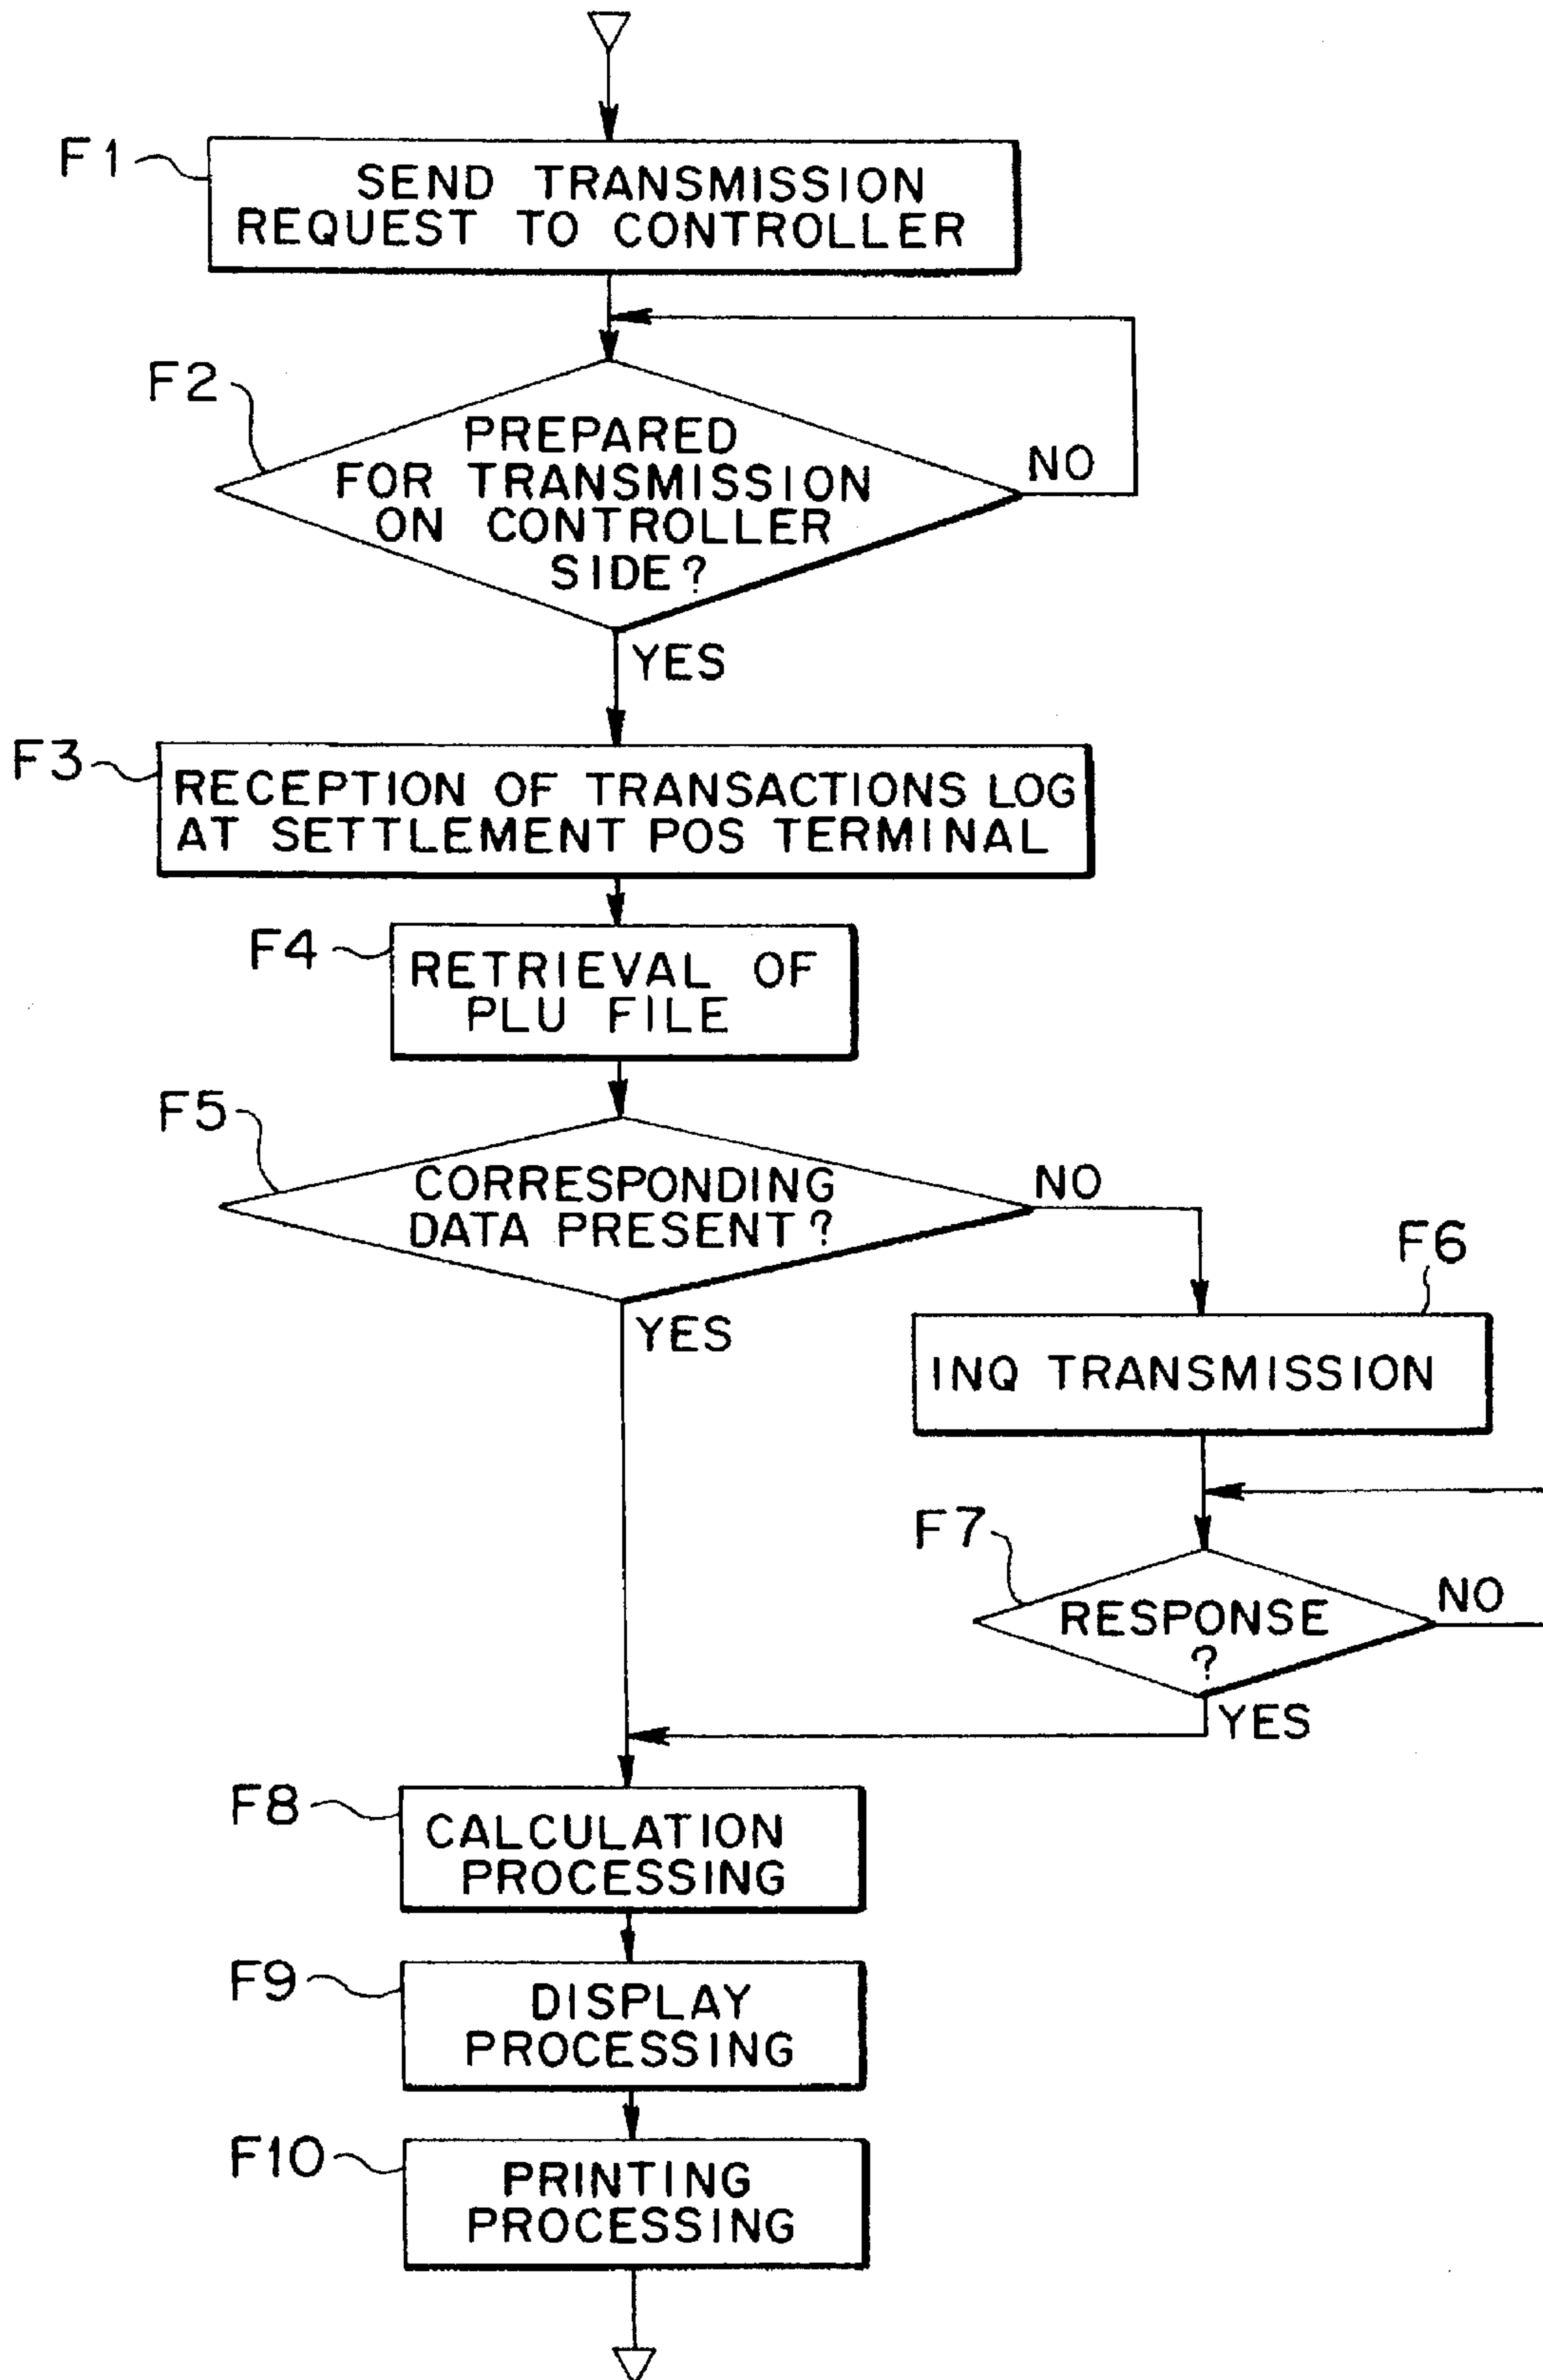 F1
SEND TRANSMISSION
REQUEST TO CONTROLLER
F2
PREPARED
FOR TRANSMISSION
ON CONTROLLER
SIDE?
NO
YES
F3
RECEPTION OF TRANSACTIONS LOG
AT SETTLEMENT POS TERMINAL
F4
RETRIEVAL OF
PLU FILE
F5
CORRESPONDING
DATA PRESENT?
NO
YES
F6
INQ TRANSMISSION
F7
RESPONSE
?
NO
YES
F8
CALCULATION
PROCESSING
F9
DISPLAY
PROCESSING
F10
PRINTING
PROCESSING